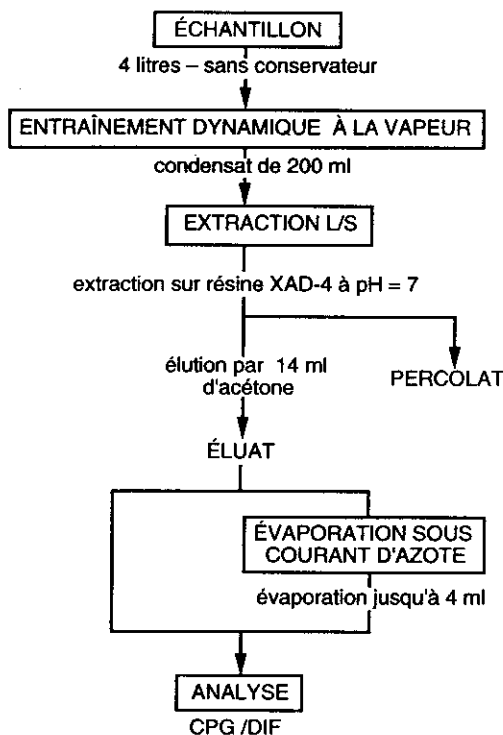 ÉCHANTILLON
4 litres – sans conservateur
ENTRAÎNEMENT DYNAMIQUE À LA VAPEUR
condensat de 200 ml
EXTRACTION L/S
extraction sur résine XAD-4 à pH = 7
élution par 14 ml
d'acétone
PERCOLAT
ÉLUAT
ÉVAPORATION SOUS
COURANT D'AZOTE
évaporation jusqu'à 4 ml
ANALYSE
CPG /DIF